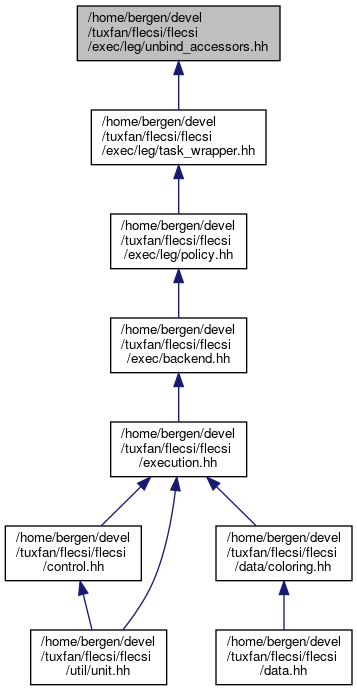 /home/bergen/devel
/tuxfan/flecsi/flecsi
/exec/leg/unbind_accessors.hh
/home/bergen/devel
/tuxfan/flecsi/flecsi
/exec/leg/task_wrapper.hh
/home/bergen/devel
/tuxfan/flecsi/flecsi
/exec/leg/policy.hh
/home/bergen/devel
/tuxfan/flecsi/flecsi
/exec/backend.hh
/home/bergen/devel
/tuxfan/flecsi/flecsi
/execution.hh
/home/bergen/devel
/tuxfan/flecsi/flecsi
/control.hh
/home/bergen/devel
/tuxfan/flecsi/flecsi
/data/coloring.hh
/home/bergen/devel
/tuxfan/flecsi/flecsi
/util/unit.hh
/home/bergen/devel
/tuxfan/flecsi/flecsi
/data.hh